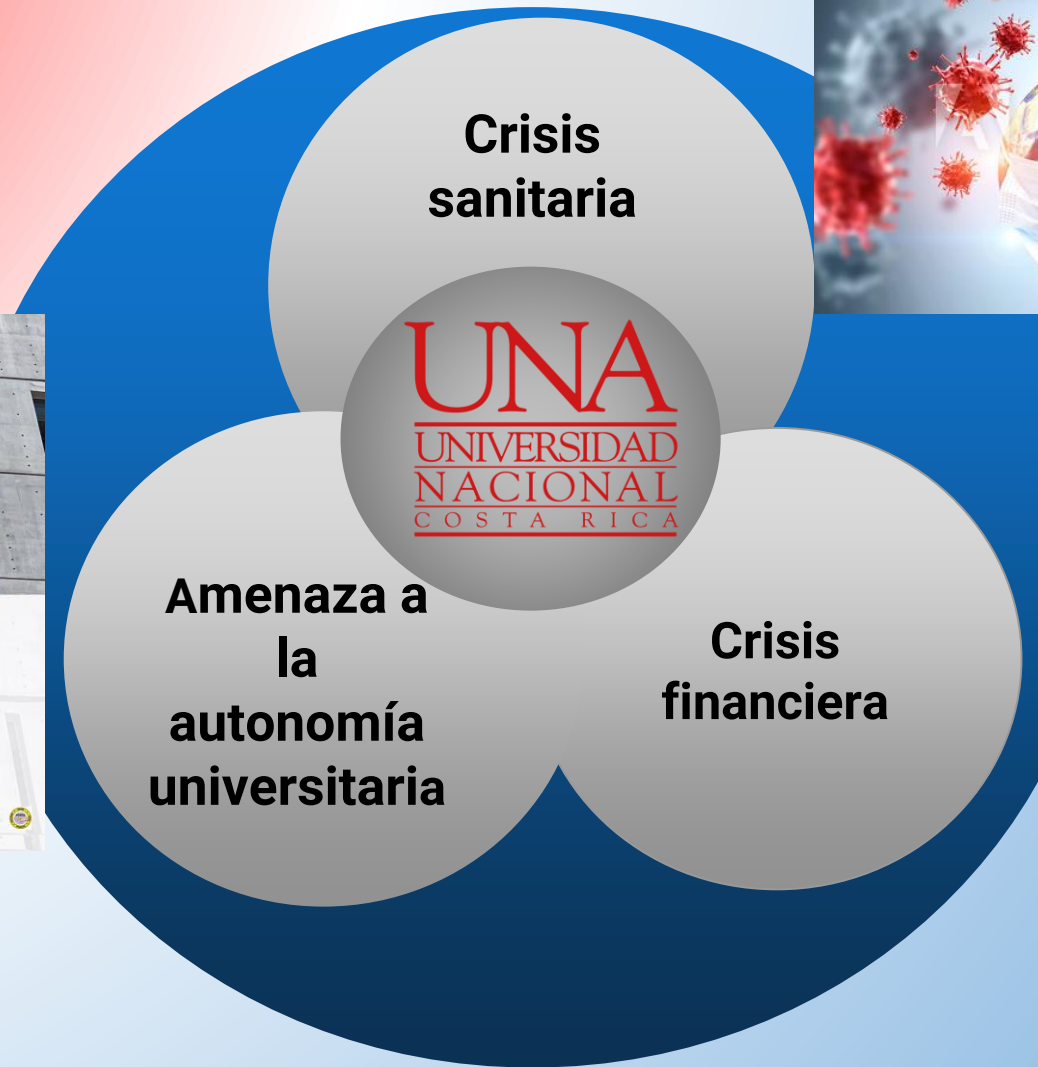 Crisis
sanitaria
UNA
UNIVERSIDAD
NACIONAL
COSTA RICA
Amenaza a
la
autonomía
universitaria
Crisis
financiera